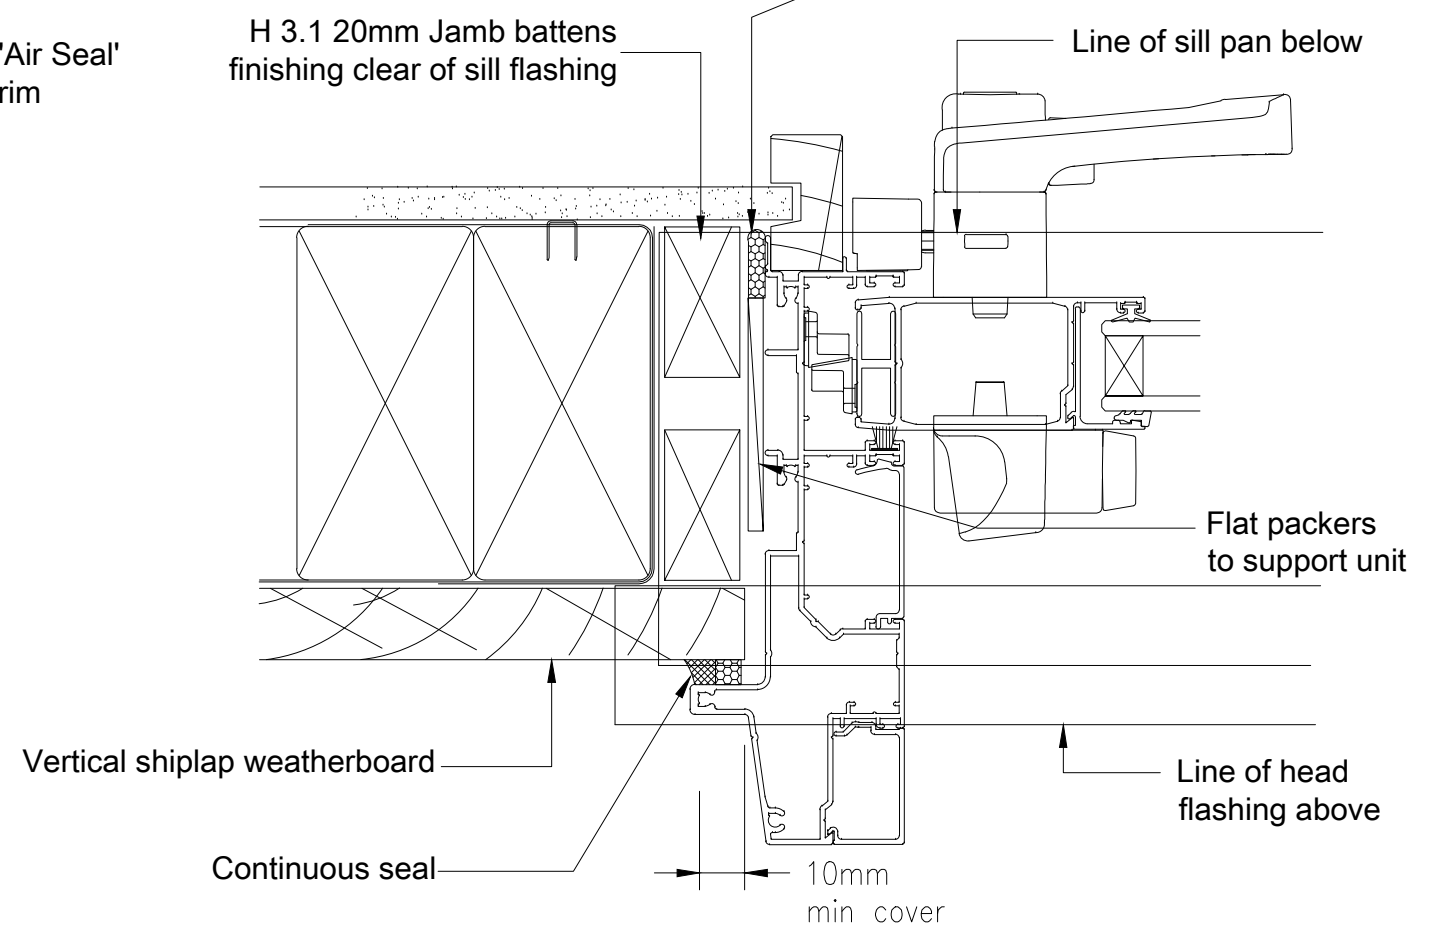 'Air Seal'
rim
H 3.1 20mm Jamb battens
finishing clear of sill flashing
Line of sill pan below
Flat packers
to support unit
Vertical shiplap weatherboard
Line of head
flashing above
Continuous seal
10mm
min cover